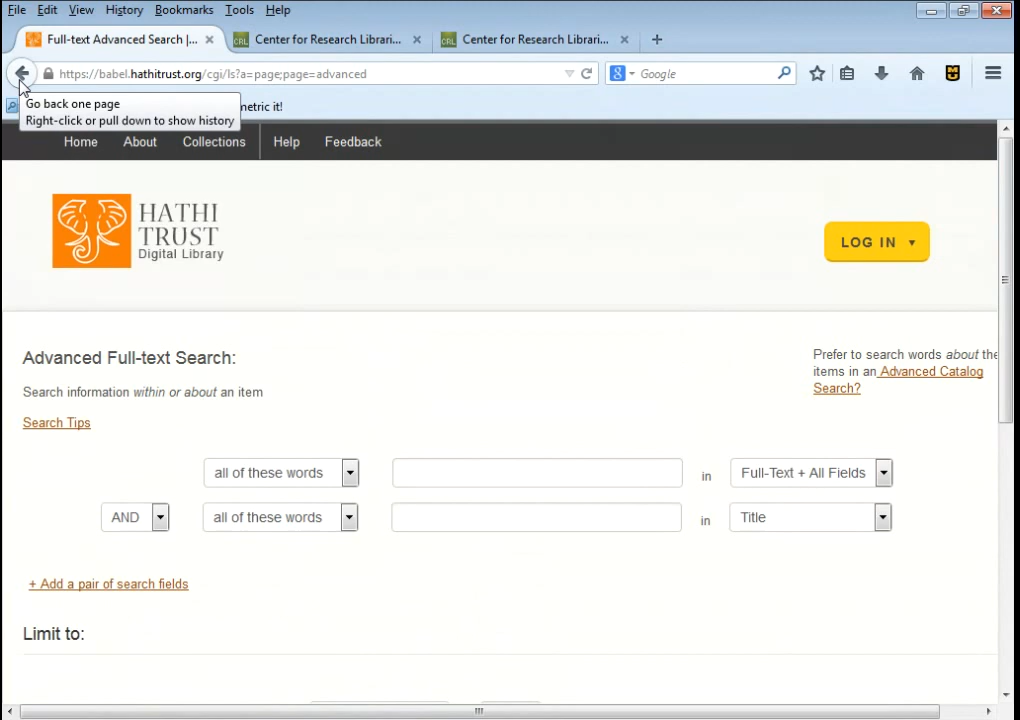 File Edit View History Bookmarks Tools Help
Full-text Advanced Search |... Center for Research Librari... Center for Research Librari...
https://babel.hathitrust.org/cgi/ls?a=page;page=advanced Google
Go back one page
Right-click or pull down to show history
metric it!
Home About Collections Help Feedback
HATHI
TRUST
Digital Library
LOG IN
Advanced Full-text Search:
Search information within or about an item
Search Tips
Prefer to search words about the
items in an Advanced Catalog
Search?
all of these words in Full-Text + All Fields
AND all of these words in Title
+ Add a pair of search fields
Limit to: